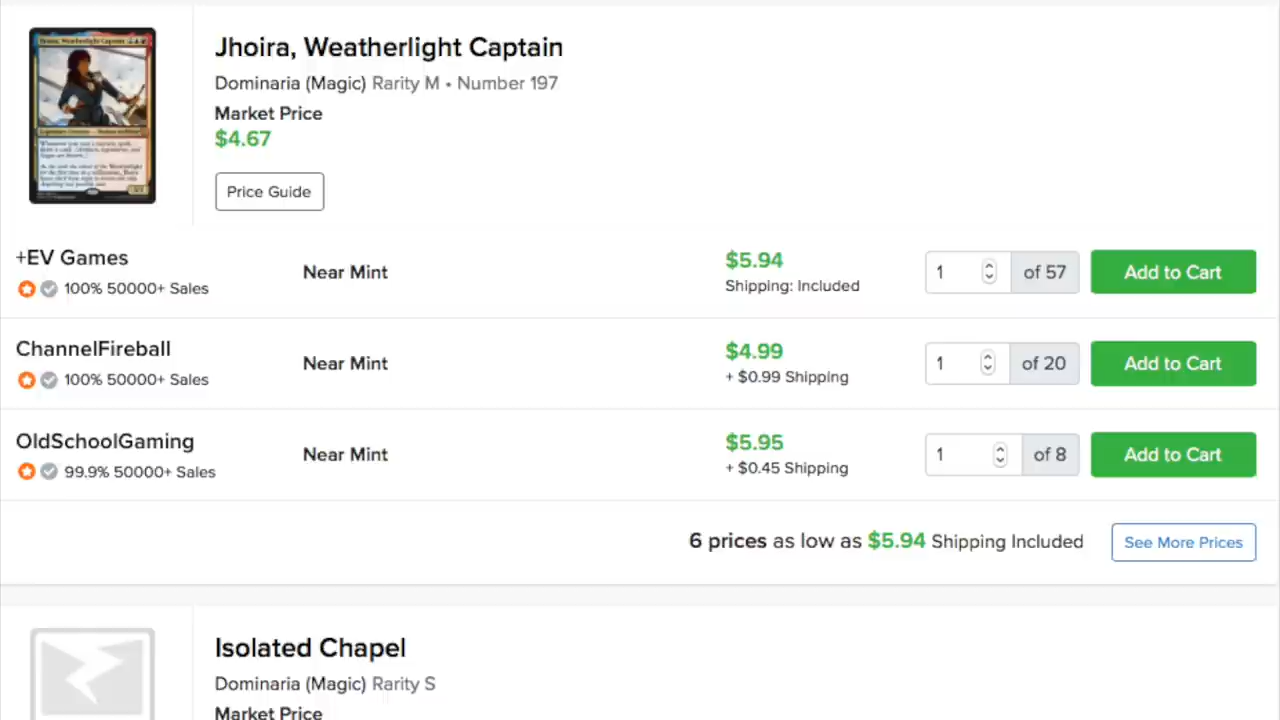 Jhoira, Weatherlight Captain
Dominaria (Magic) Rarity M • Number 197
Market Price
$4.67
Price Guide
+EV Games
100% 50000+ Sales
Near Mint
$5.94
Shipping: Included
1 of 57
Add to Cart
ChannelFireball
100% 50000+ Sales
Near Mint
$4.99
+ $0.99 Shipping
1 of 20
Add to Cart
OldSchoolGaming
99.9% 50000+ Sales
Near Mint
$5.95
+ $0.45 Shipping
1 of 8
Add to Cart
6 prices as low as $5.94 Shipping Included
See More Prices
Isolated Chapel
Dominaria (Magic) Rarity S
Market Price